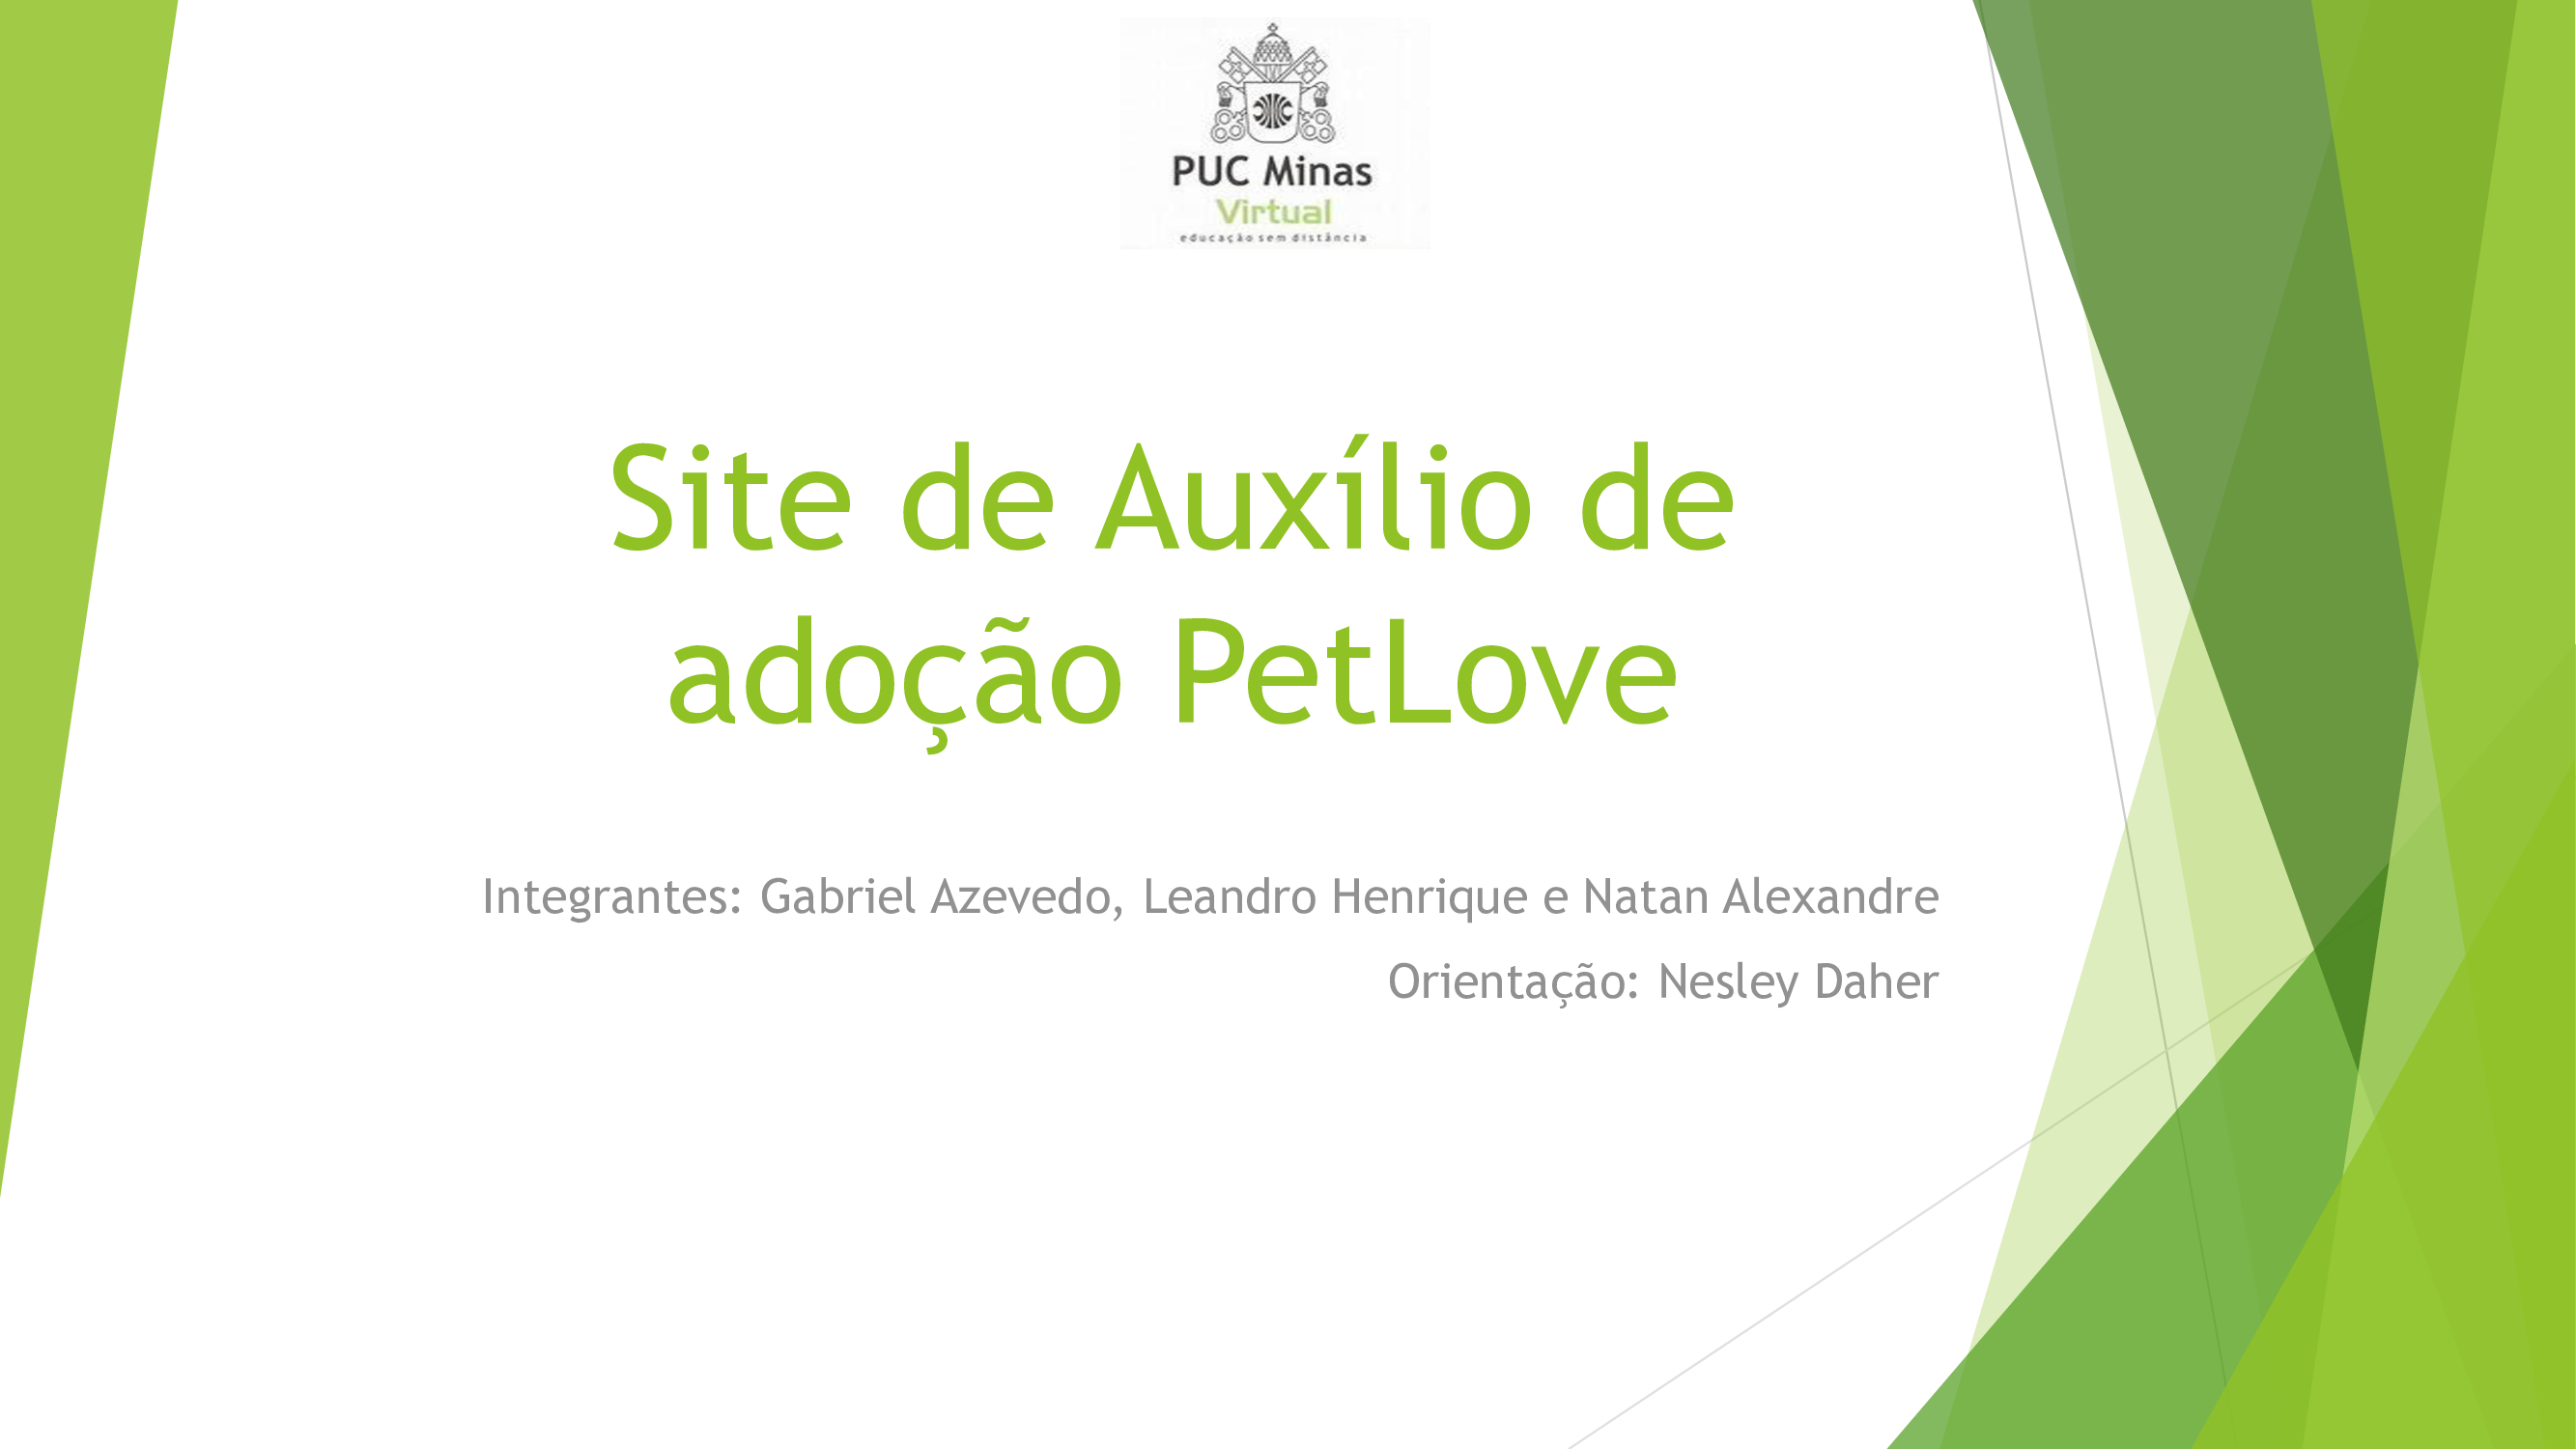 PUC Minas
Virtual
educação sem distância
Site de Auxílio de
adoção PetLove
Integrantes: Gabriel Azevedo, Leandro Henrique e Natan Alexandre
Orientação: Nesley Daher